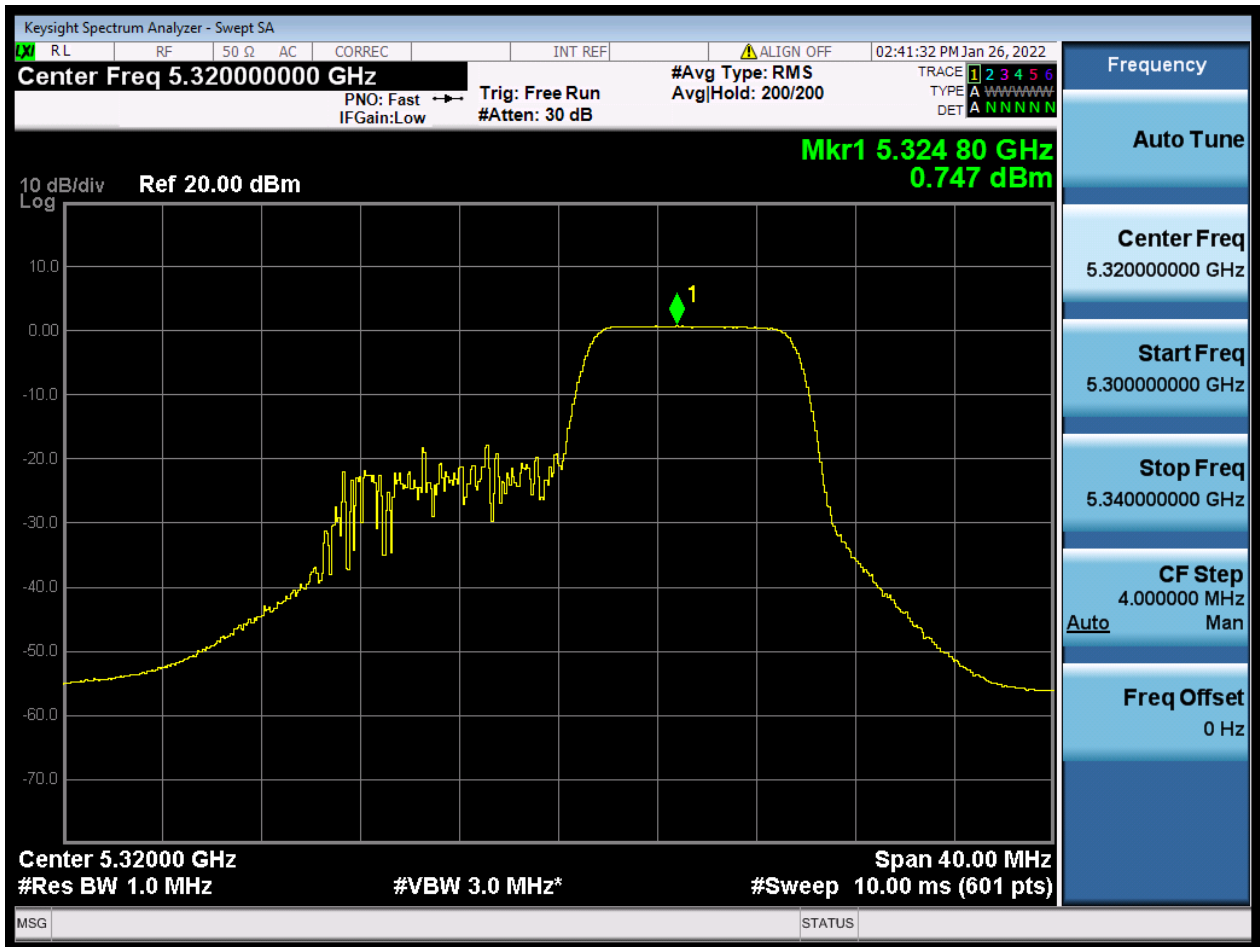 Keysight Spectrum Analyzer - Swept SA
LXI RL RF 50 Ω AC CORREC INT REF ALIGN OFF 02:41:32 PM Jan 26, 2022
Center Freq 5.320000000 GHz
PNO: Fast
IFGain:Low
Trig: Free Run
#Atten: 30 dB
#Avg Type: RMS
Avg|Hold: 200/200
TRACE 1 2 3 4 5 6
TYPE A WWWWW
DET A N N N N N
Mkr1 5.324 80 GHz
0.747 dBm
10 dB/div Ref 20.00 dBm
Log
10.0
0.00
-10.0
-20.0
-30.0
-40.0
-50.0
-60.0
-70.0
1
Center 5.32000 GHz Span 40.00 MHz
#Res BW 1.0 MHz #VBW 3.0 MHz* #Sweep 10.00 ms (601 pts)
MSG STATUS
Frequency
Auto Tune
Center Freq
5.320000000 GHz
Start Freq
5.300000000 GHz
Stop Freq
5.340000000 GHz
CF Step
4.000000 MHz
Auto Man
Freq Offset
0 Hz